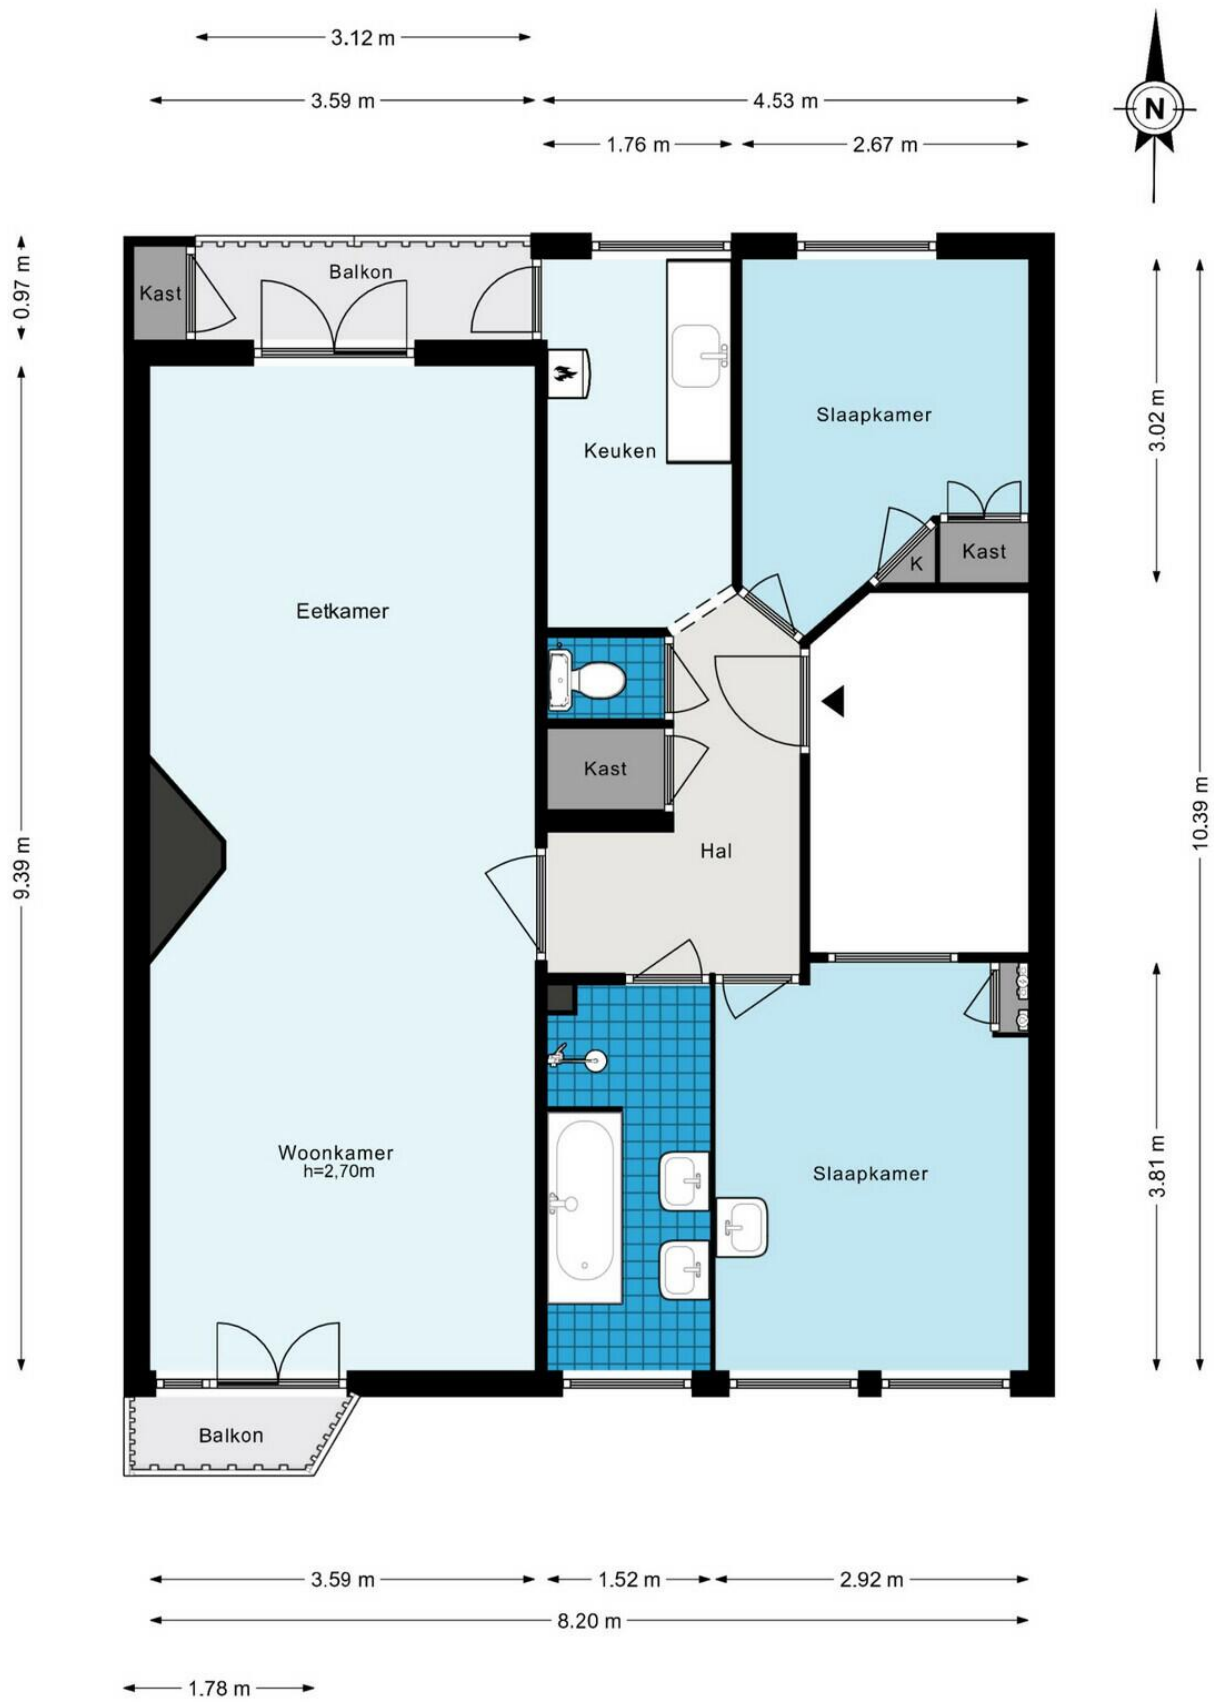 3.12 m
3.59 m
4.53 m
N
1.76 m
2.67 m
0.97 m
Balkon
Kast
3.02 m
Slaapkamer
Keuken
K
Kast
Eetkamer
Kast
10.39 m
9.39 m
Hal
Woonkamer
h=2,70m
3.81 m
Slaapkamer
Balkon
3.59 m
1.52 m
2.92 m
8.20 m
1.78 m